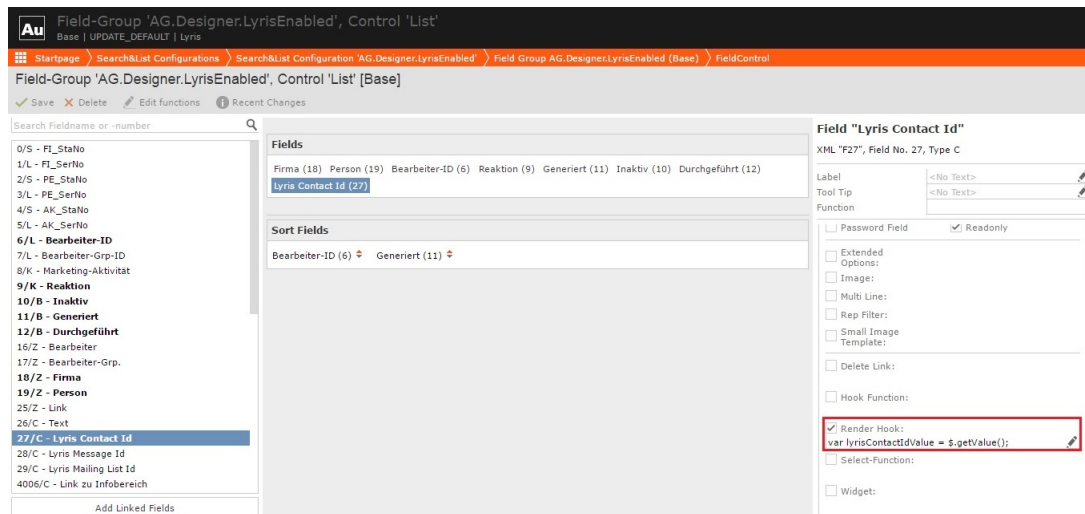 Au
Field-Group 'AG.Designer.LyrisEnabled', Control 'List'
Base | UPDATE_DEFAULT | Lyris
Startpage
Search&List Configurations
Search&List Configuration 'AG.Designer.LyrisEnabled'
Field Group AG.Designer.LyrisEnabled (Base)
FieldControl
Field-Group 'AG.Designer.LyrisEnabled', Control 'List' [Base]
Save Delete Edit functions Recent Changes
Search Fieldname or -number
0/S - FI_StaNo
1/L - FI_SerNo
2/S - PE_StaNo
3/L - PE_SerNo
4/S - AK_StaNo
5/L - AK_SerNo
6/L - Bearbeiter-ID
7/L - Bearbeiter-Grp-ID
8/K - Marketing-Aktivität
9/K - Reaktion
10/B - Inaktiv
11/B - Generiert
12/B - Durchgeführt
16/Z - Bearbeiter
17/Z - Bearbeiter-Grp.
18/Z - Firma
19/Z - Person
25/Z - Link
26/C - Text
27/C - Lyris Contact Id
28/C - Lyris Message Id
29/C - Lyris Mailing List Id
4006/C - Link zu Infobereich
Add Linked Fields
Fields
Firma (18) Person (19) Bearbeiter-ID (6) Reaktion (9) Generiert (11) Inaktiv (10) Durchgeführt (12)
Lyris Contact Id (27)
Sort Fields
Bearbeiter-ID (6) Generiert (11)
Field "Lyris Contact Id"
XML "F27", Field No. 27, Type C
Label <No Text>
Tool Tip <No Text>
Function
Password Field Readonly
Extended
Options:
Image:
Multi Line:
Rep Filter:
Small Image
Template:
Delete Link:
Hook Function:
Render Hook:
var lyrisContactIdValue = $.getValue();
Select-Function:
Widget: